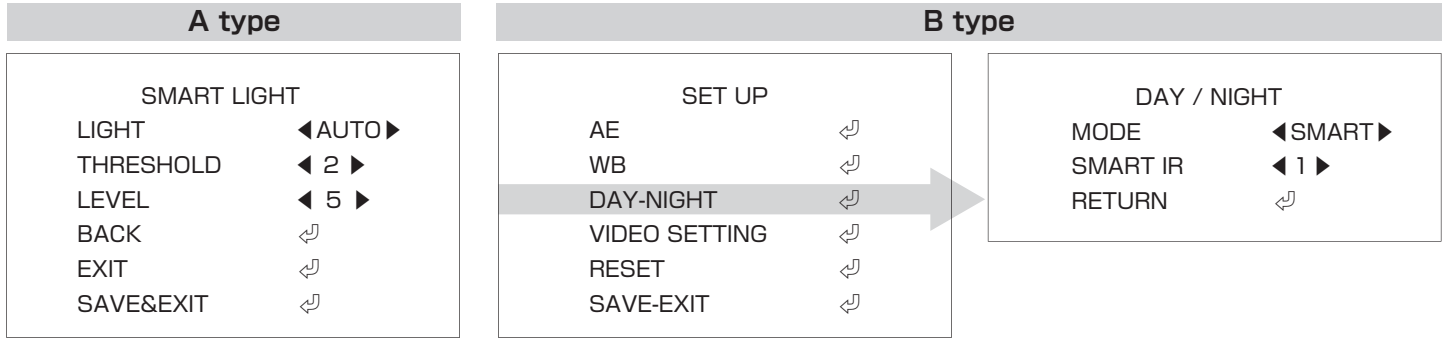 A type
SMART LIGHT
LIGHT ◀AUTO▶
THRESHOLD ◀ 2 ▶
LEVEL ◀ 5 ▶
BACK ⏎
EXIT ⏎
SAVE&EXIT ⏎
B type
SET UP
AE ⏎
WB ⏎
DAY-NIGHT ⏎
VIDEO SETTING ⏎
RESET ⏎
SAVE-EXIT ⏎
DAY / NIGHT
MODE ◀SMART▶
SMART IR ◀ 1 ▶
RETURN ⏎